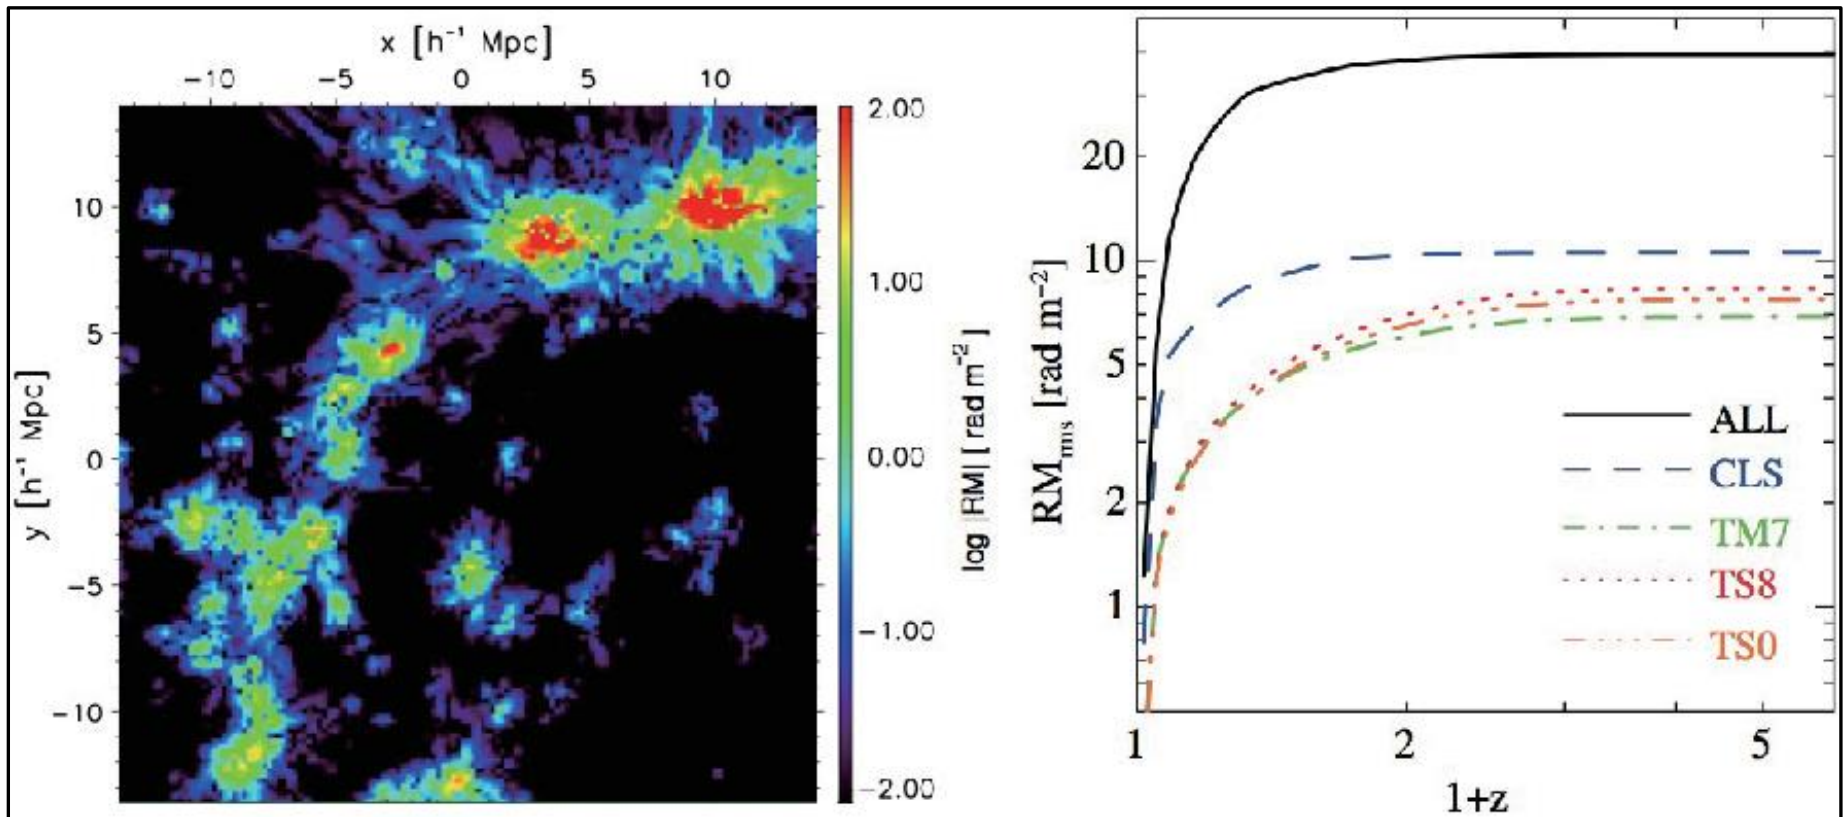 x [h⁻¹ Mpc]
−10 −5 0 5 10
10
5
0
−5
−10
y [h⁻¹ Mpc]
2.00
1.00
0.00
−1.00
−2.00
log |RM| [ rad m⁻²]
20
10
5
2
1
RMrms [rad m⁻²]
ALL
CLS
TM7
TS8
TS0
1 2 5
1+z